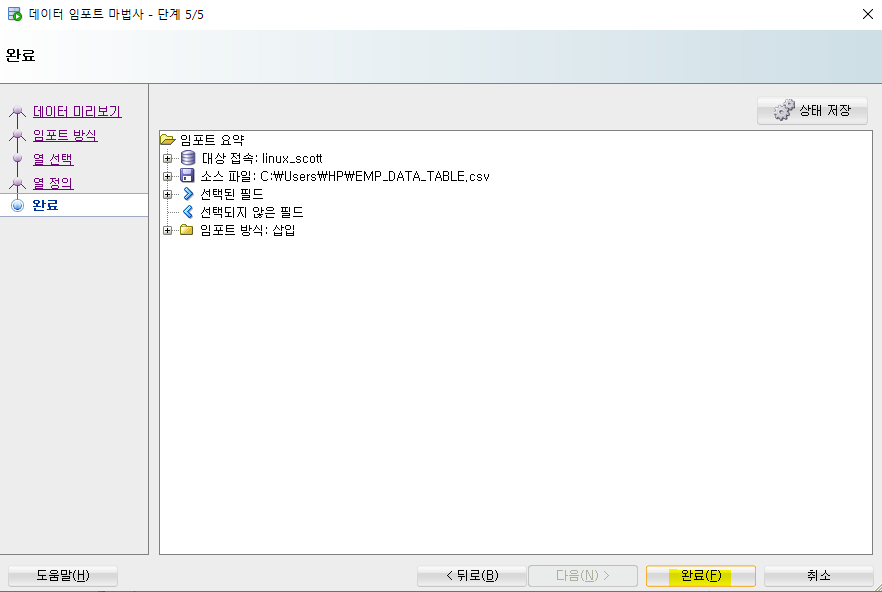 데이터 임포트 마법사 - 단계 5/5
완료
데이터 미리보기
임포트 방식
열 선택
열 정의
완료
상태 저장
임포트 요약
대상 접속: linux_scott
소스 파일: C:₩Users₩HP₩EMP_DATA_TABLE.csv
선택된 필드
선택되지 않은 필드
임포트 방식: 삽입
도움말(H)
< 뒤로(B)
다음(N) >
완료(F)
취소